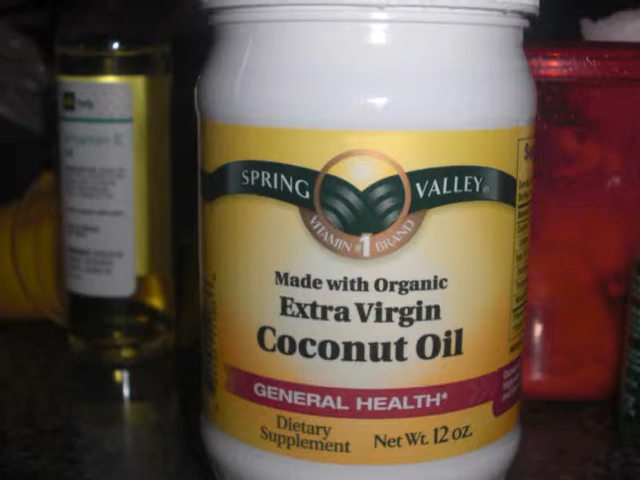 SPRING VALLEY
VITAMIN #1 BRAND
Made with Organic
Extra Virgin
Coconut Oil
GENERAL HEALTH*
Dietary
Supplement
Net Wt. 12 oz.